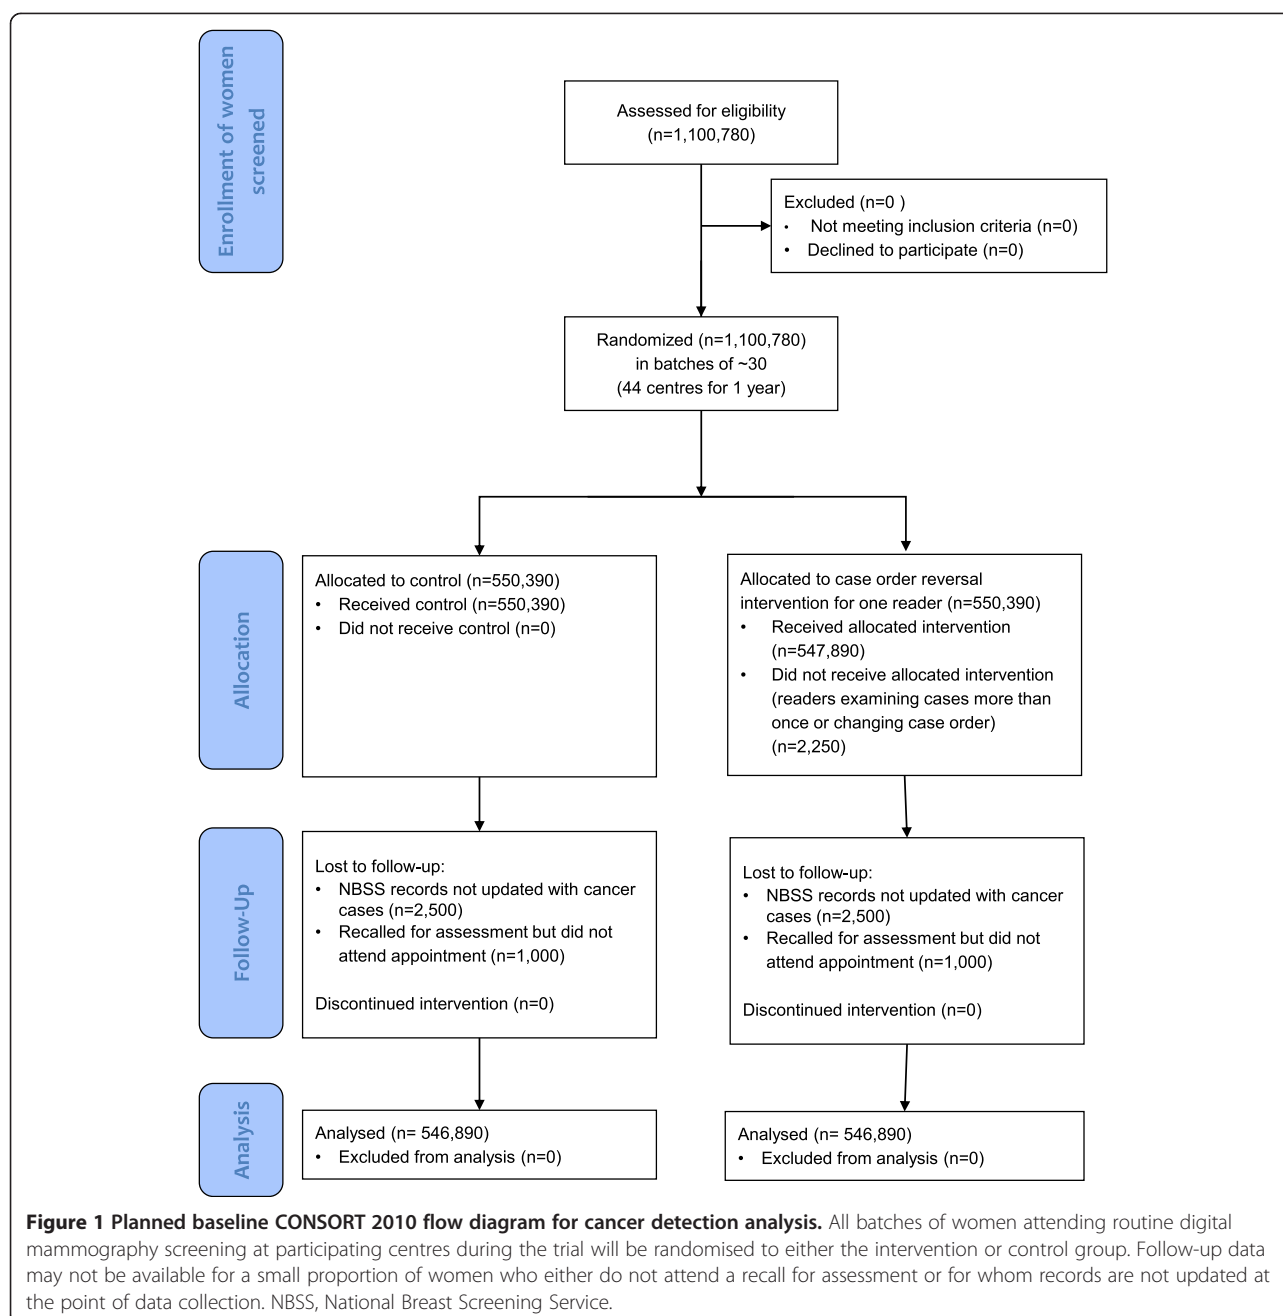 Enrollment of women
screened
Assessed for eligibility
(n=1,100,780)
Excluded (n=0 )
• Not meeting inclusion criteria (n=0)
• Declined to participate (n=0)
Randomized (n=1,100,780)
in batches of ~30
(44 centres for 1 year)
Allocation
Allocated to control (n=550,390)
• Received control (n=550,390)
• Did not receive control (n=0)
Allocated to case order reversal
intervention for one reader (n=550,390)
• Received allocated intervention
(n=547,890)
• Did not receive allocated intervention
(readers examining cases more than
once or changing case order)
(n=2,250)
Follow-Up
Lost to follow-up:
• NBSS records not updated with cancer
cases (n=2,500)
• Recalled for assessment but did not
attend appointment (n=1,000)
Discontinued intervention (n=0)
Lost to follow-up:
• NBSS records not updated with cancer
cases (n=2,500)
• Recalled for assessment but did not
attend appointment (n=1,000)
Discontinued intervention (n=0)
Analysis
Analysed (n= 546,890)
• Excluded from analysis (n=0)
Analysed (n= 546,890)
• Excluded from analysis (n=0)
Figure 1 Planned baseline CONSORT 2010 flow diagram for cancer detection analysis. All batches of women attending routine digital
mammography screening at participating centres during the trial will be randomised to either the intervention or control group. Follow-up data
may not be available for a small proportion of women who either do not attend a recall for assessment or for whom records are not updated at
the point of data collection. NBSS, National Breast Screening Service.